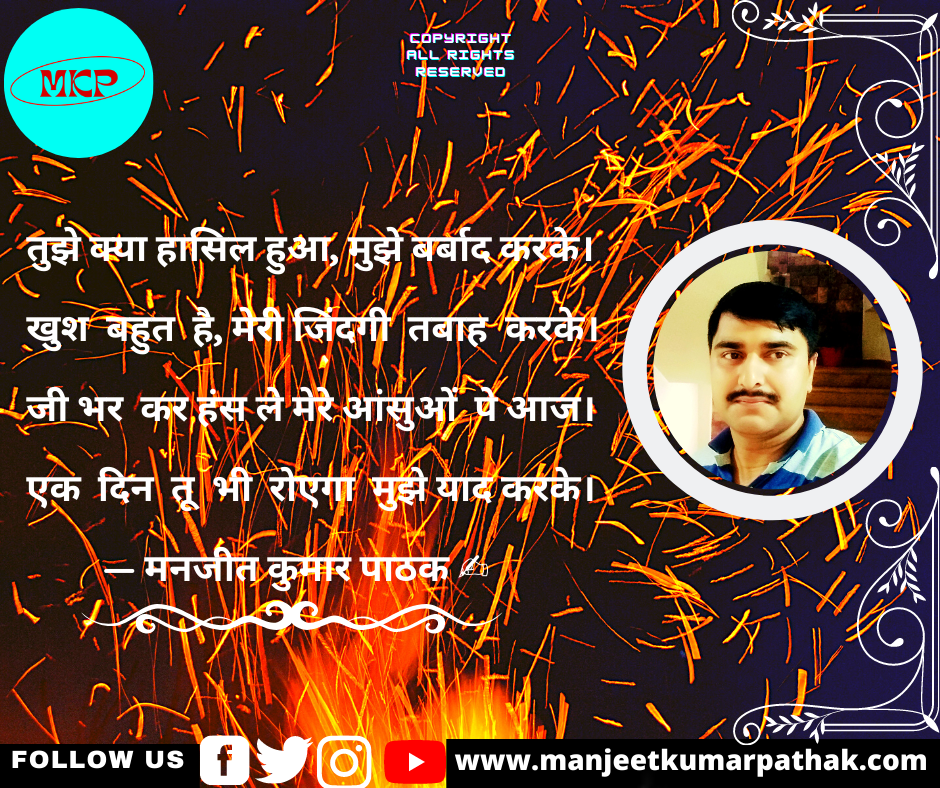 MKP
COPYRIGHT
ALL RIGHTS
RESERVED
तुझे क्या हासिल हुआ, मुझे बर्बाद करके।
खुश बहुत है, मेरी जिंदगी तबाह करके।
जी भर कर हंस ले मेरे आंसुओं पे आज।
एक दिन तू भी रोएगा मुझे याद करके।
— मनजीत कुमार पाठक ✍
FOLLOW US
www.manjeetkumarpathak.com